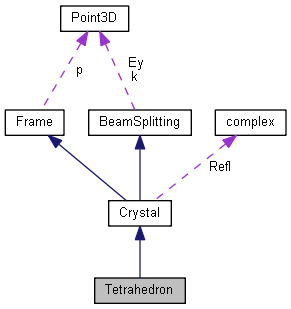 Point3D
Ey
p
k
Frame
BeamSplitting
complex
Refl
Crystal
Tetrahedron